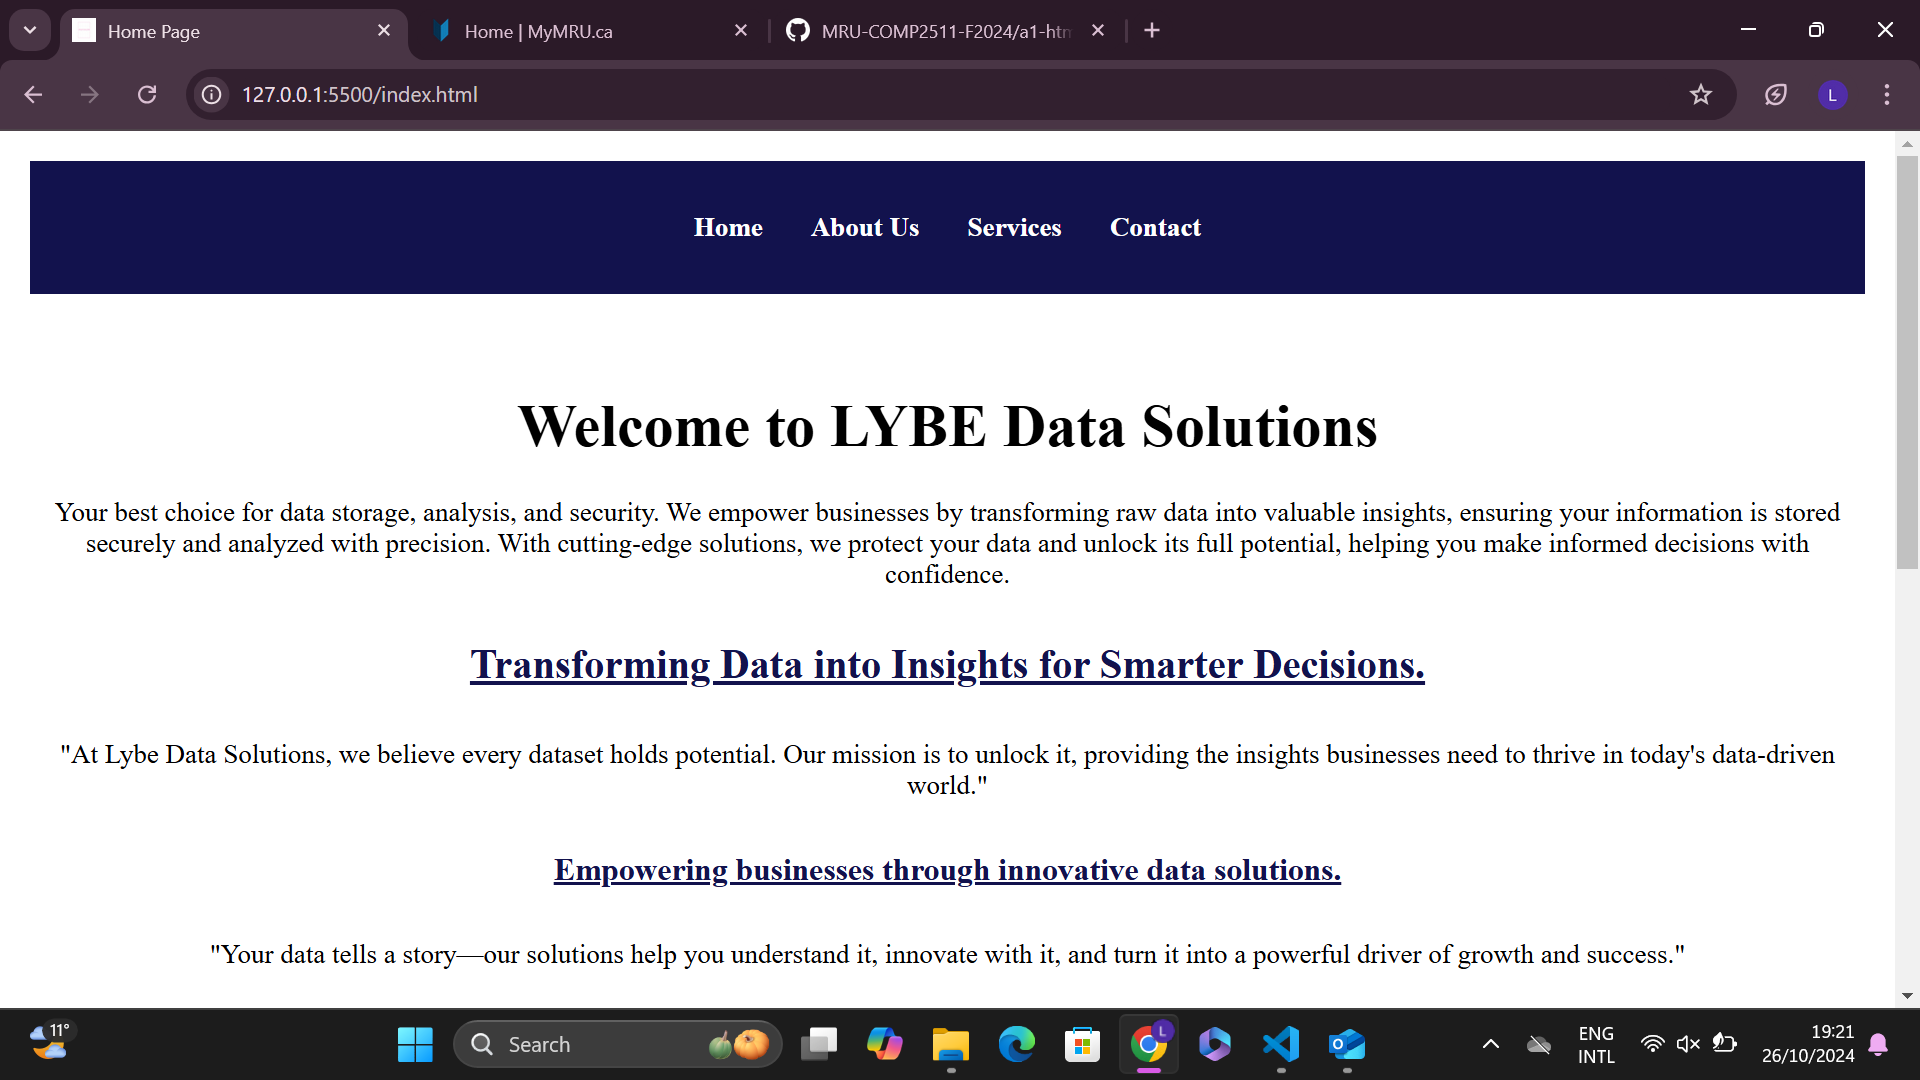 Home Page
Home | MyMRU.ca
MRU-COMP2511-F2024/a1-htm
127.0.0.1:5500/index.html
L
Home About Us Services Contact
Welcome to LYBE Data Solutions
Your best choice for data storage, analysis, and security. We empower businesses by transforming raw data into valuable insights, ensuring your information is stored
securely and analyzed with precision. With cutting-edge solutions, we protect your data and unlock its full potential, helping you make informed decisions with
confidence.
Transforming Data into Insights for Smarter Decisions.
"At Lybe Data Solutions, we believe every dataset holds potential. Our mission is to unlock it, providing the insights businesses need to thrive in today's data-driven
world."
Empowering businesses through innovative data solutions.
"Your data tells a story—our solutions help you understand it, innovate with it, and turn it into a powerful driver of growth and success."
11°
Search
L
O
ENG
INTL
19:21
26/10/2024